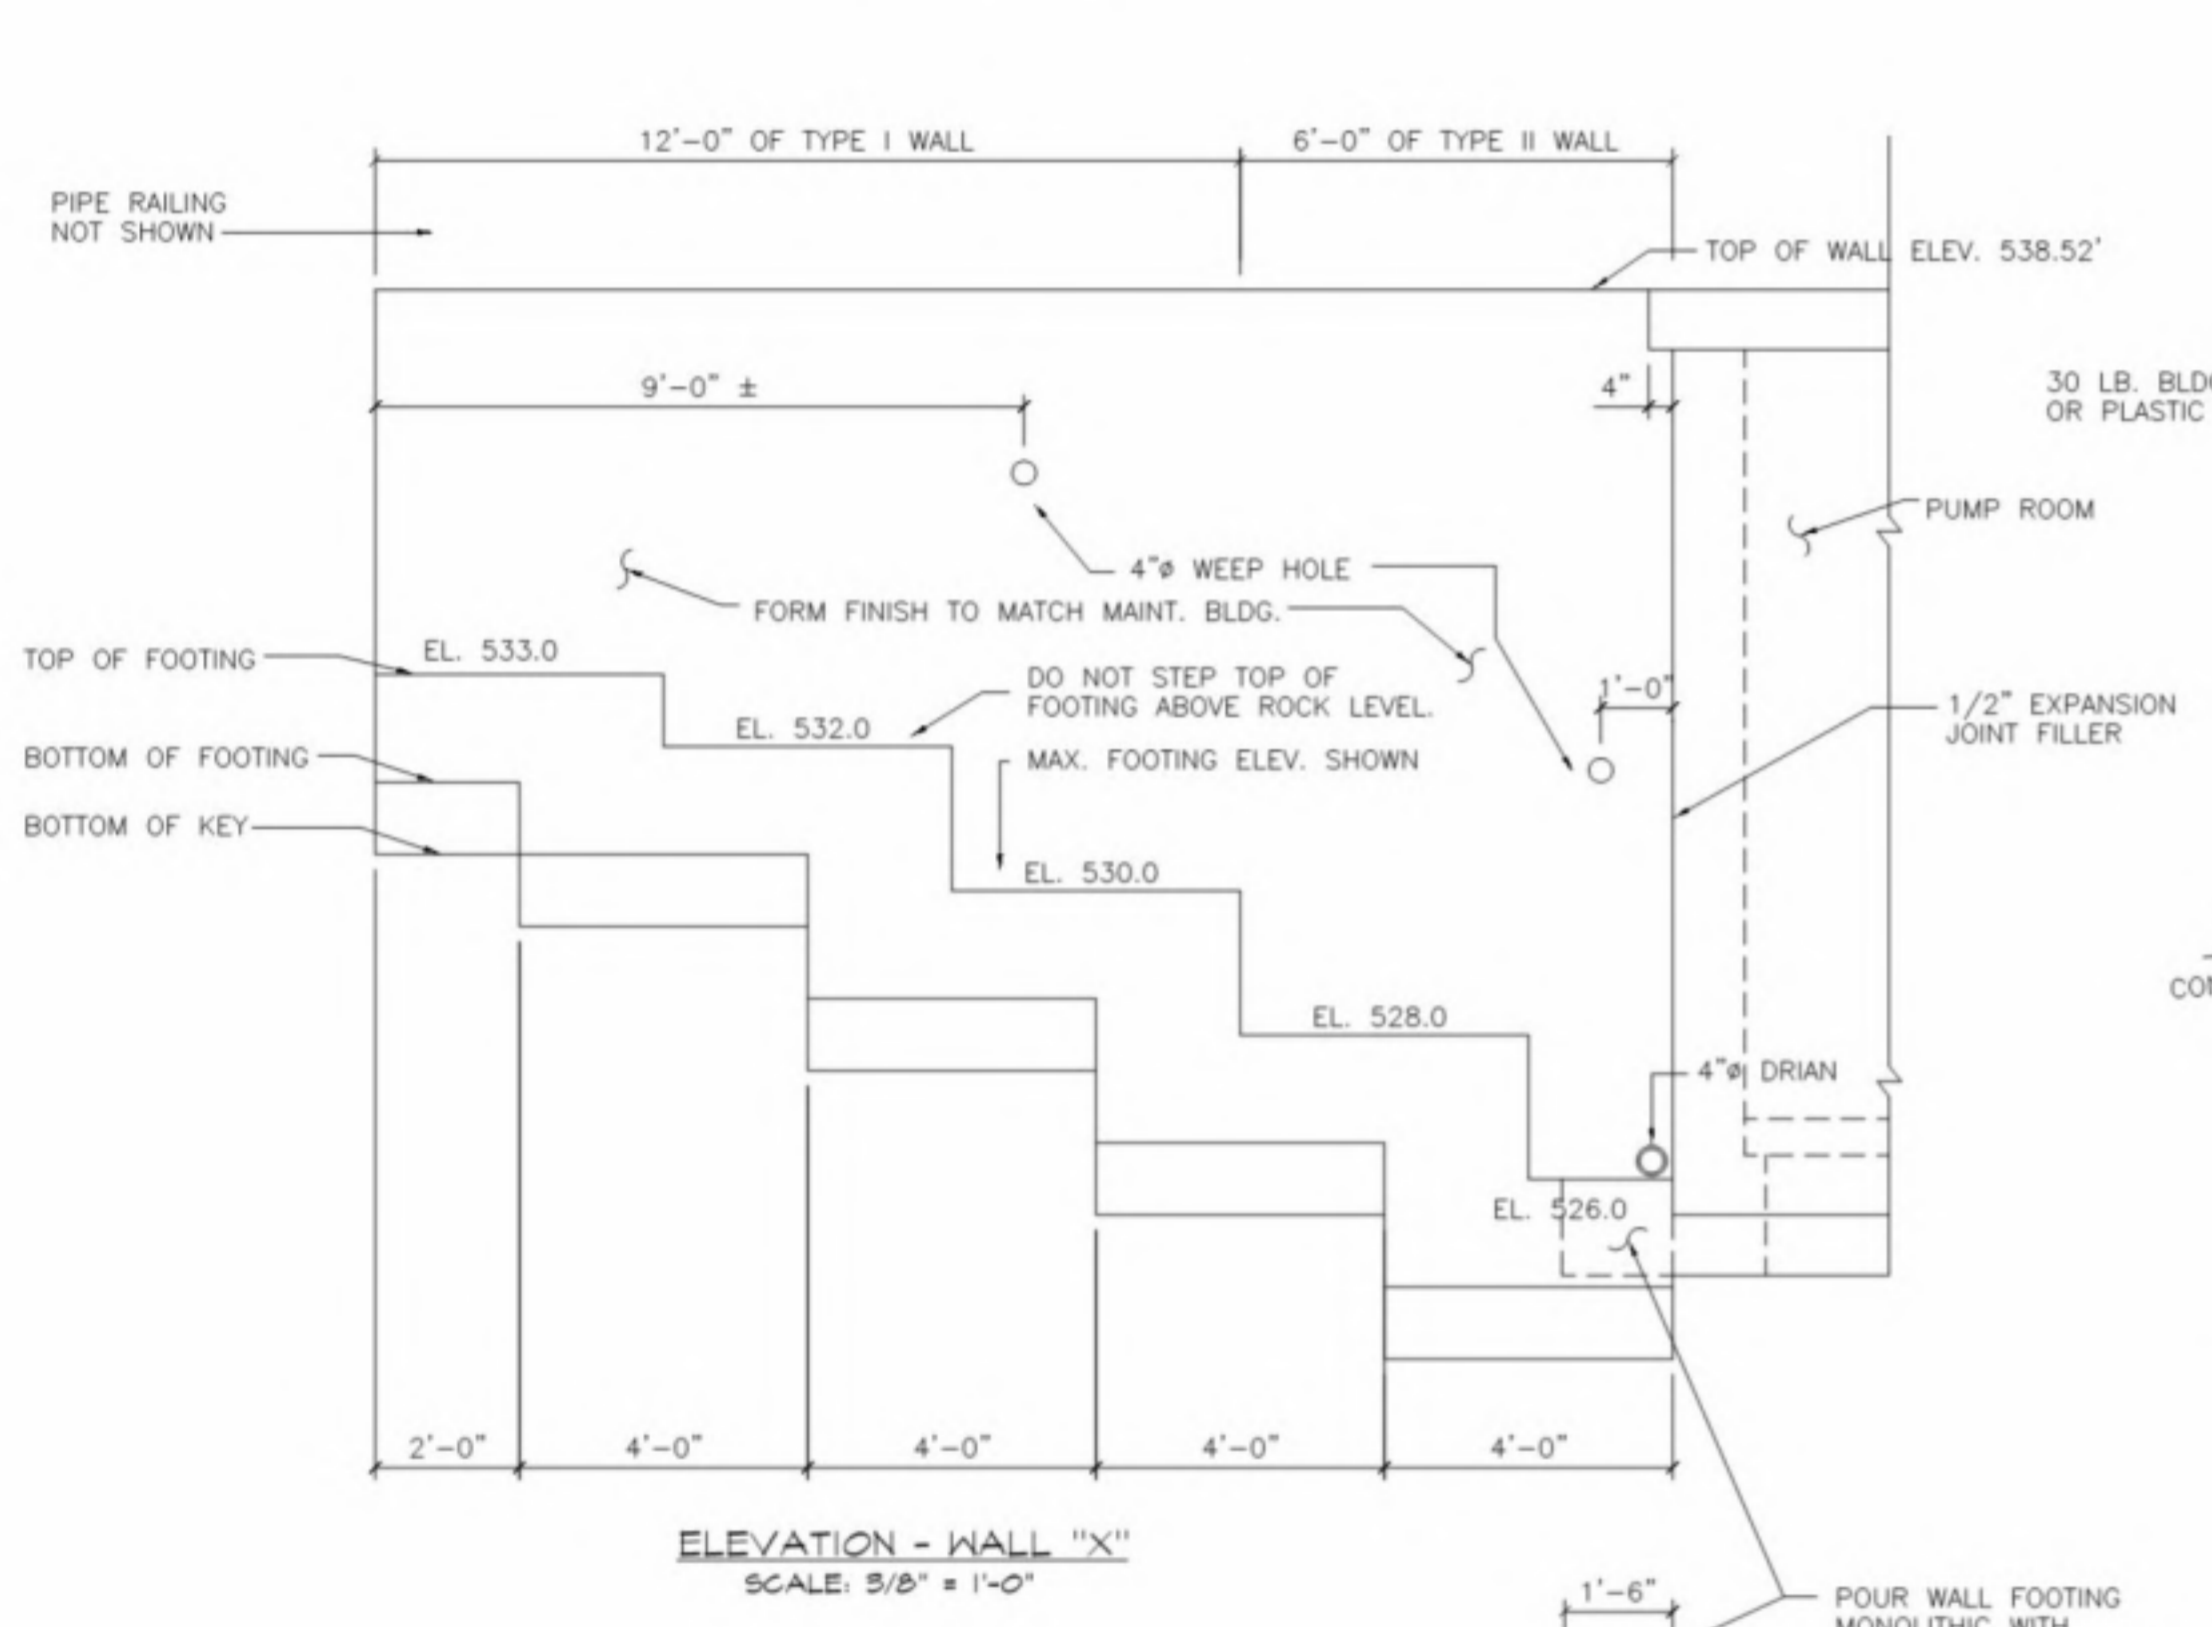 12'-0" OF TYPE I WALL
6'-0" OF TYPE II WALL
PIPE RAILING
NOT SHOWN
TOP OF WALL ELEV. 538.52'
9'-0" ±
4"
30 LB.
OR PLASTIC
PUMP ROOM
4"ø WEEP HOLE
FORM FINISH TO MATCH MAINT. BLDG.
TOP OF FOOTING
EL. 533.0
DO NOT STEP TOP OF
FOOTING ABOVE ROCK LEVEL.
1'-0"
1/2" EXPANSION
JOINT FILLER
EL. 532.0
BOTTOM OF FOOTING
MAX. FOOTING ELEV. SHOWN
BOTTOM OF KEY
EL. 530.0
EL. 528.0
4"ø DRIAN
EL. 526.0
2'-0"
4'-0"
4'-0"
4'-0"
4'-0"
ELEVATION - WALL "X"
SCALE: 3/8" = 1'-0"
1'-6"
POUR WALL FOOTING
MONOLITHIC WITH